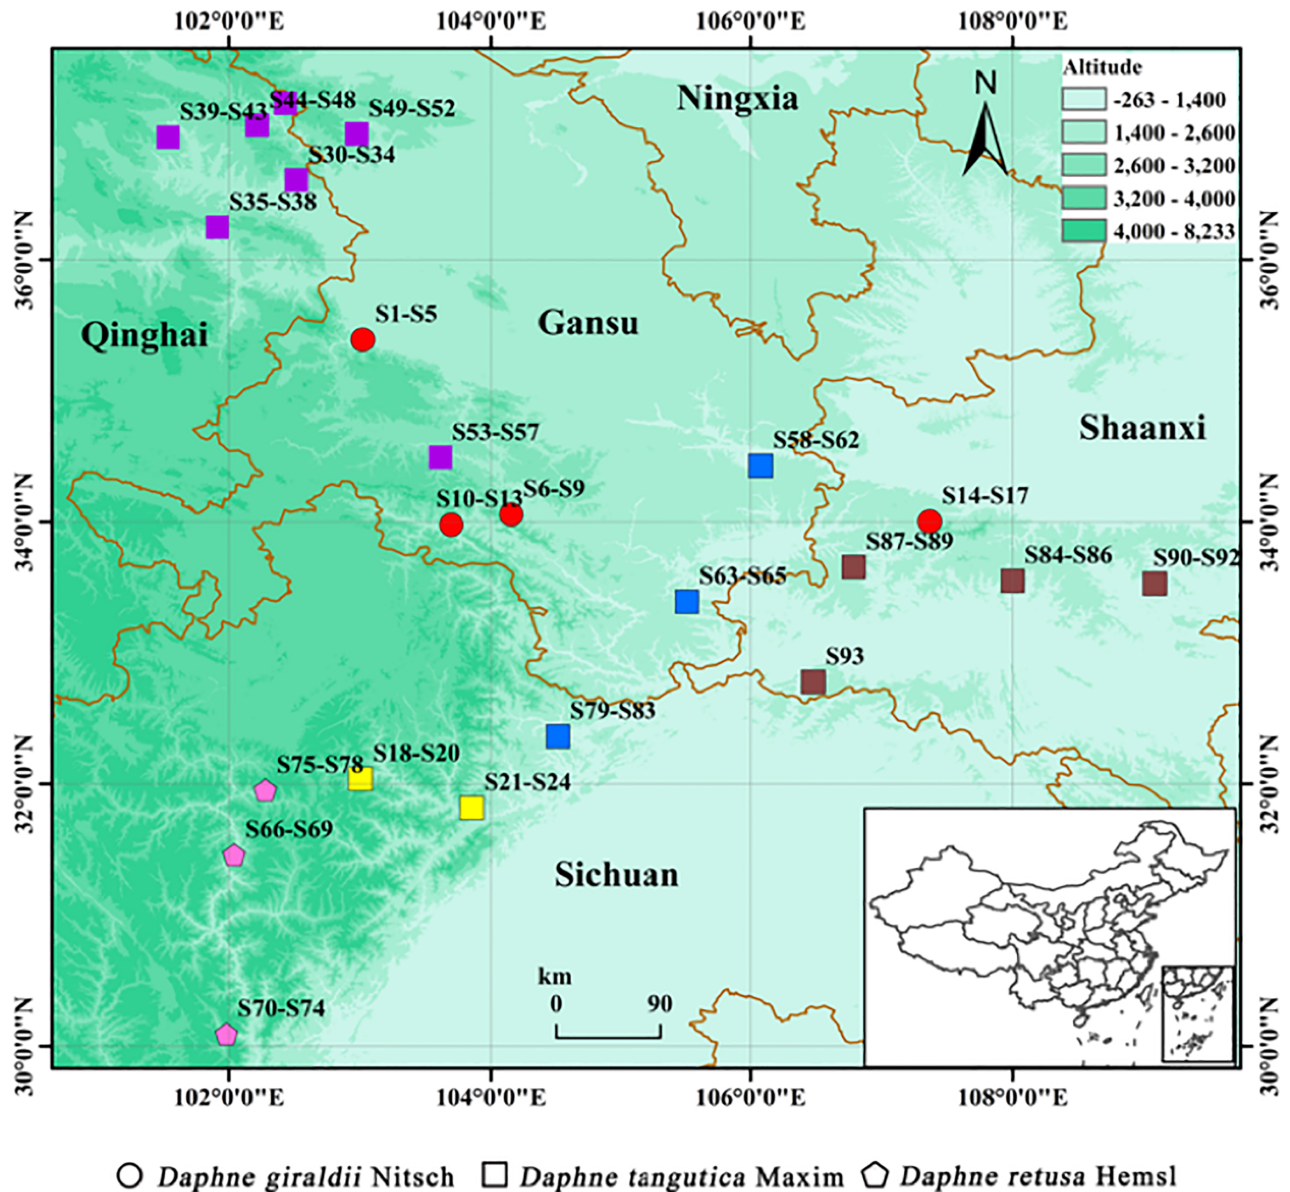 102°0'0"E 104°0'0"E 106°0'0"E 108°0'0"E
Altitude
-263 - 1,400
1,400 - 2,600
2,600 - 3,200
3,200 - 4,000
4,000 - 8,233
N
Ningxia
S39-S43
S44-S48
S49-S52
S30-S34
S35-S38
36°0'0"N
36°0'0"N
S1-S5
Qinghai
Gansu
Shaanxi
S53-S57
S58-S62
S10-S13
S6-S9
S14-S17
34°0'0"N
34°0'0"N
S87-S89
S84-S86
S90-S92
S63-S65
S93
S79-S83
S75-S78
S18-S20
S21-S24
32°0'0"N
32°0'0"N
S66-S69
Sichuan
km
0 90
S70-S74
30°0'0"N
30°0'0"N
102°0'0"E 104°0'0"E 106°0'0"E 108°0'0"E
Daphne giraldii Nitsch Daphne tangutica Maxim Daphne retusa Hemsl